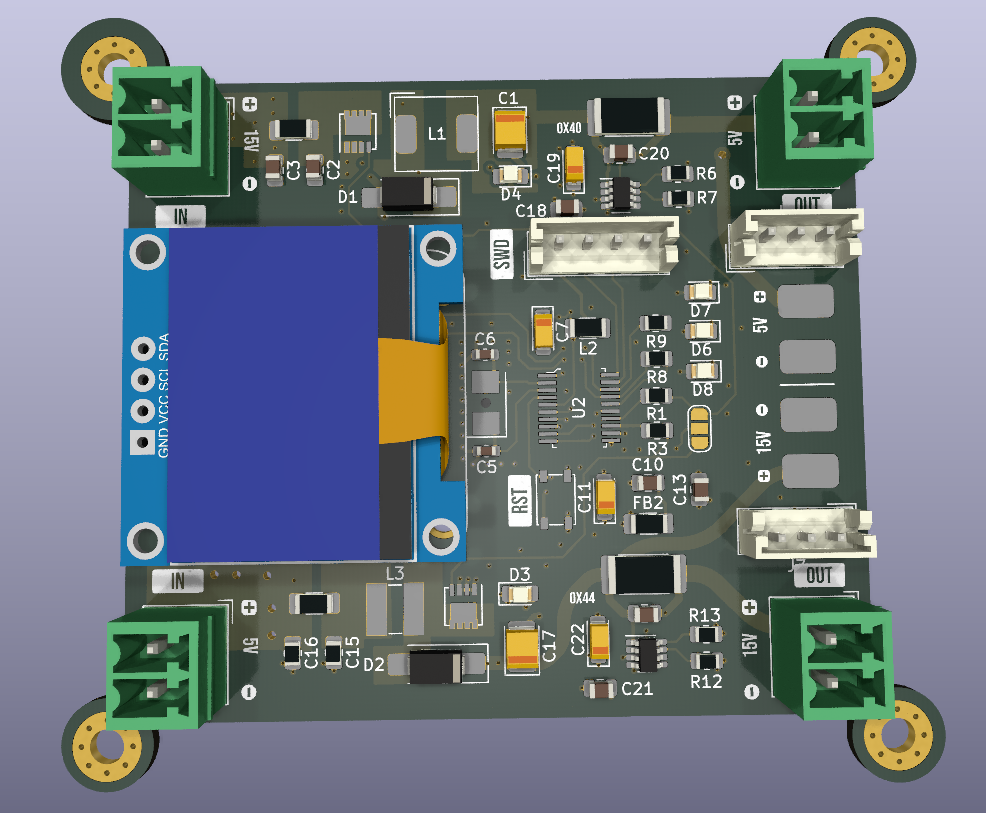 C1
0X40
15V
5V
L1
C20
C3
C2
C19
R6
D1
D4
R7
IN
C18
OUT
SWD
D7
5V
C7
C6
L2
R9
D6
SDA
R8
D8
SCL
VCC
U2
R1
GND
15V
R3
C5
C10
C13
C11
RST
FB2
IN
L3
D3
OUT
0X44
R13
5V
15V
C16
C15
D2
C17
C22
R12
C21